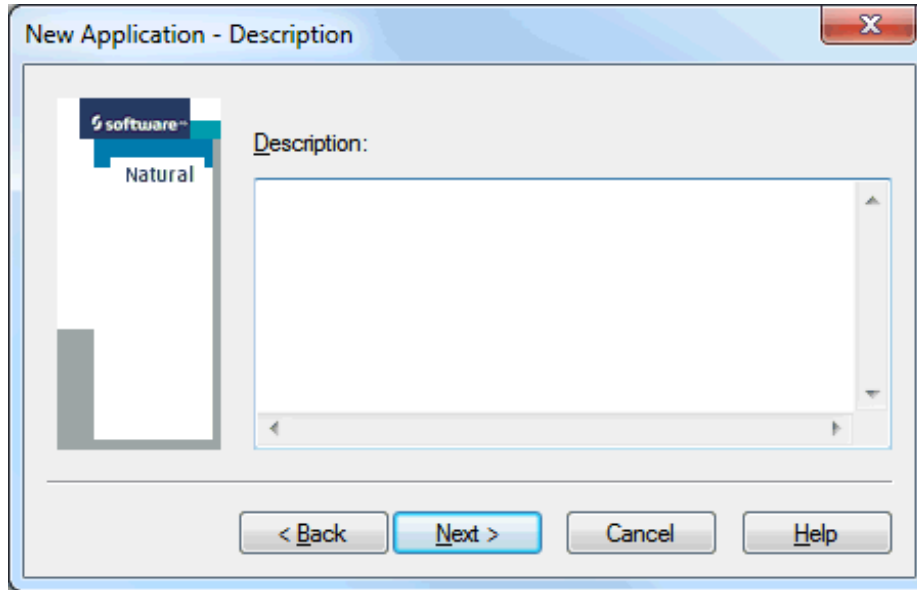 New Application - Description
software
Natural
Description:
< Back
Next >
Cancel
Help